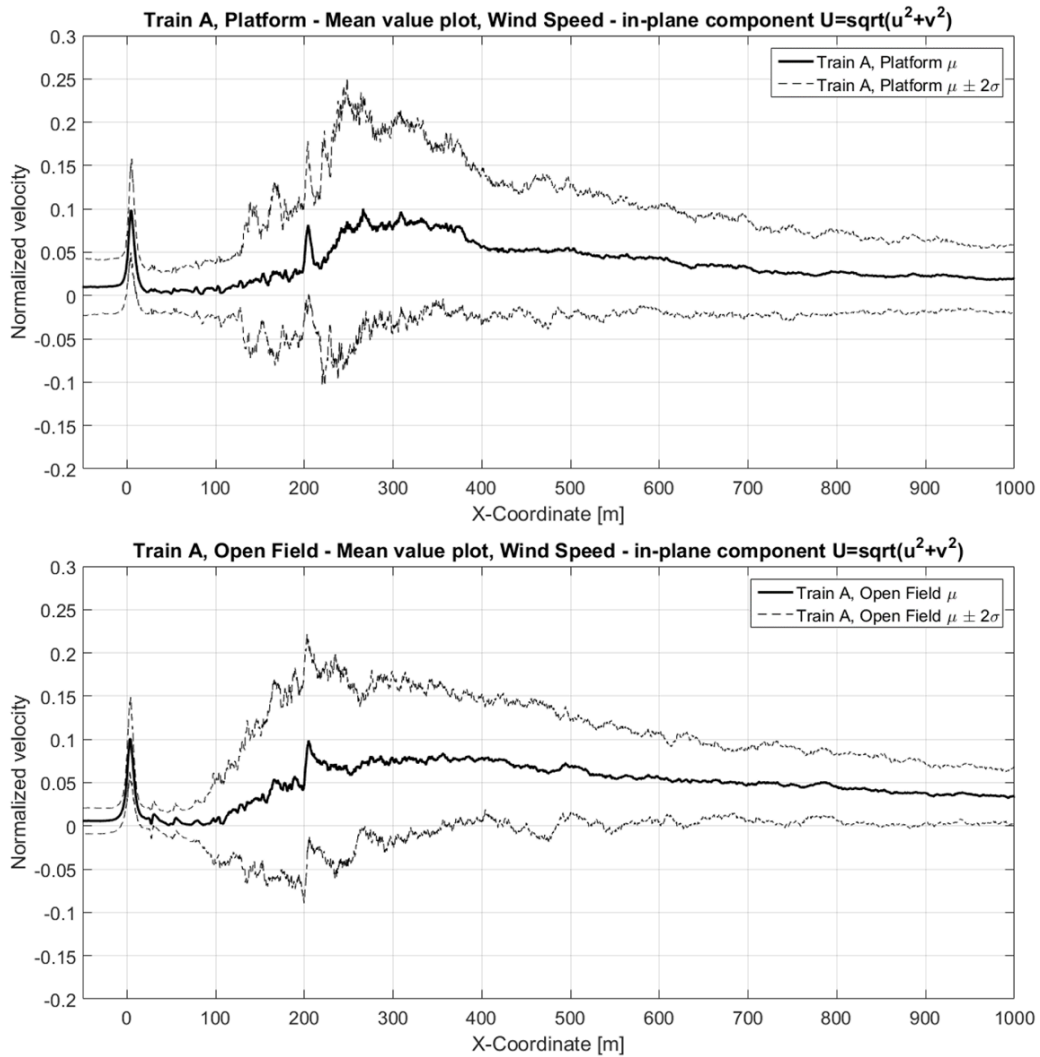 Train A, Platform - Mean value plot, Wind Speed - in-plane component U=sqrt(u²+v²)
0.3
0.25
0.2
0.15
0.1
0.05
0
-0.05
-0.1
-0.15
-0.2
Normalized velocity
Train A, Platform μ
Train A, Platform μ ± 2σ
0 100 200 300 400 500 600 700 800 900 1000
X-Coordinate [m]
Train A, Open Field - Mean value plot, Wind Speed - in-plane component U=sqrt(u²+v²)
0.3
0.25
0.2
0.15
0.1
0.05
0
-0.05
-0.1
-0.15
-0.2
Normalized velocity
Train A, Open Field μ
Train A, Open Field μ ± 2σ
0 100 200 300 400 500 600 700 800 900 1000
X-Coordinate [m]